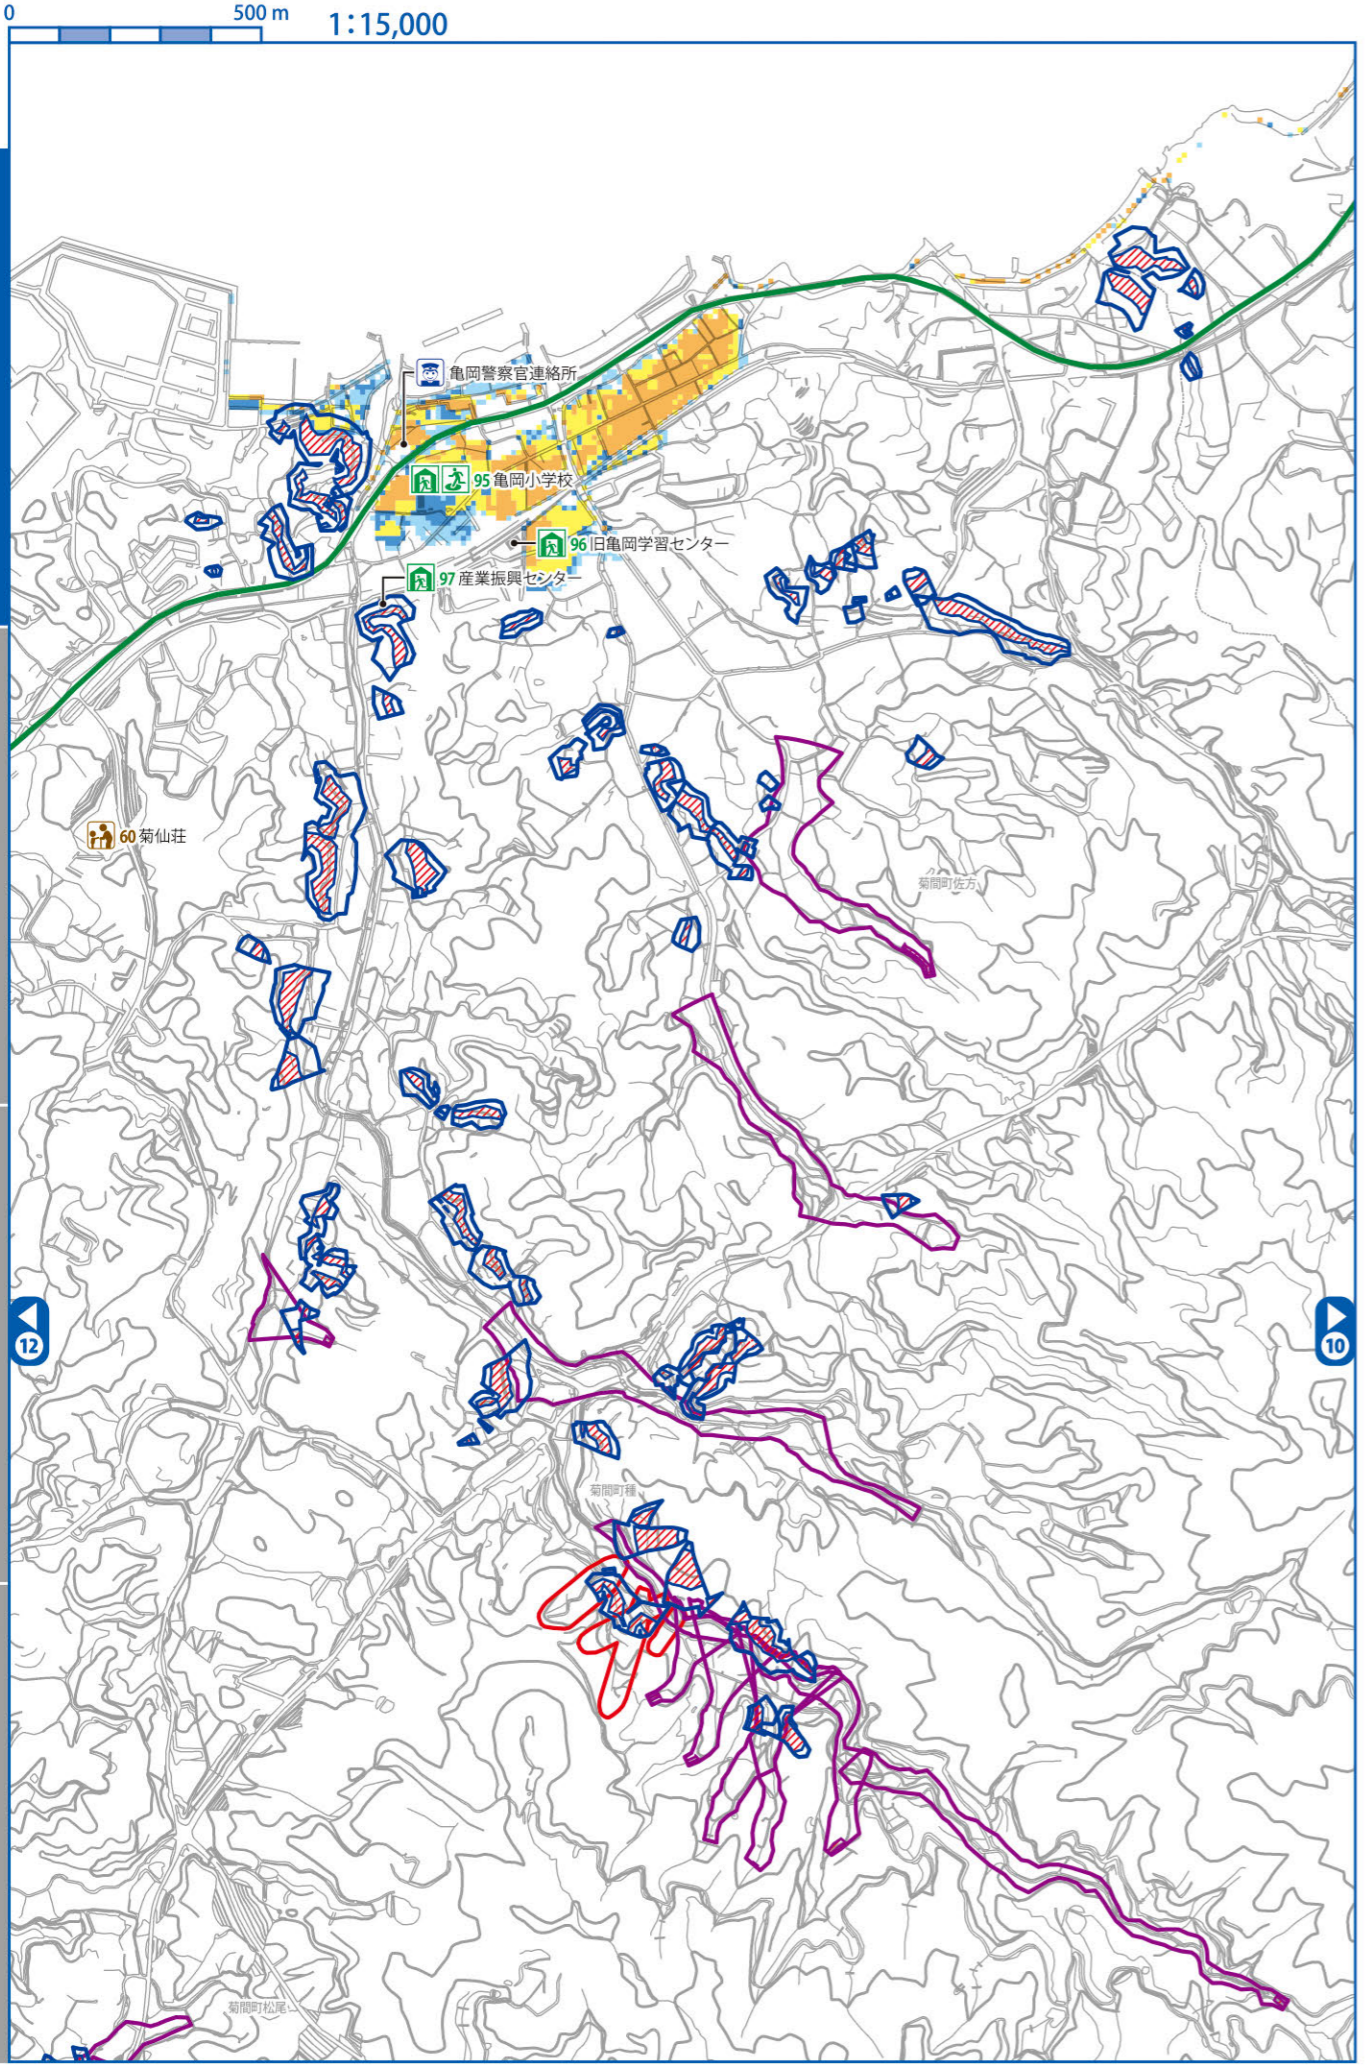 0
500 m
1:15,000
亀岡警察官連絡所
95 亀岡小学校
96 旧亀岡学習センター
97 産業振興センター
60 菊仙荘
菊間町佐方
12
10
菊間町種
菊間町松尾